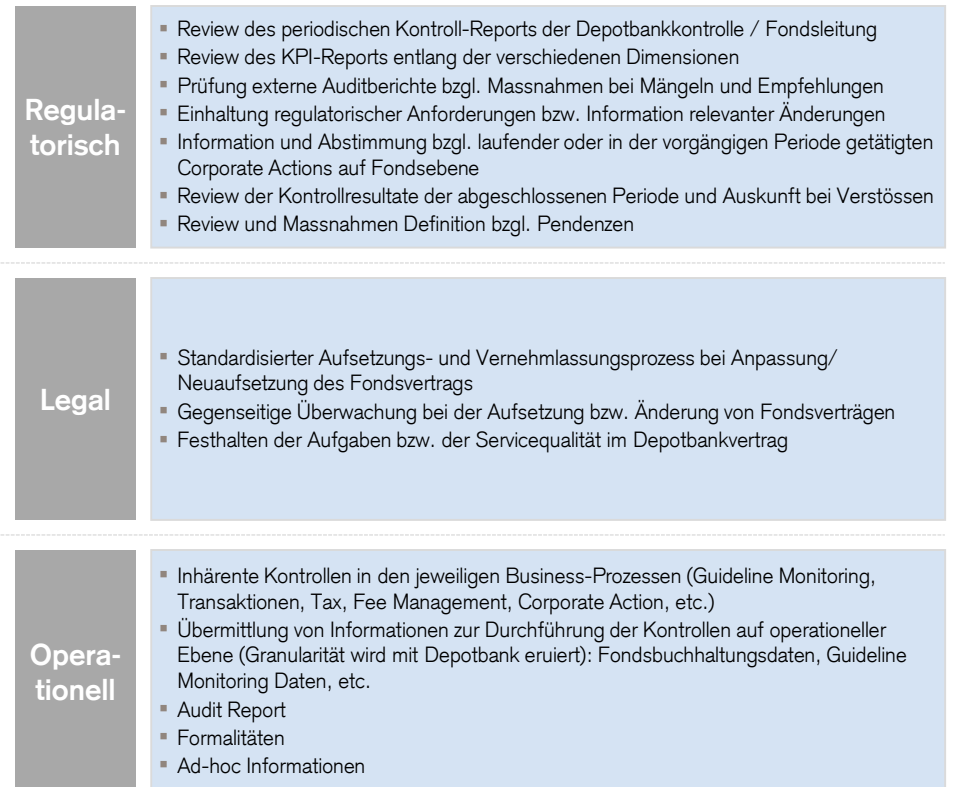 Regula-
torisch
▪ Review des periodischen Kontroll-Reports der Depotbankkontrolle / Fondsleitung
▪ Review des KPI-Reports entlang der verschiedenen Dimensionen
▪ Prüfung externe Auditberichte bzgl. Massnahmen bei Mängeln und Empfehlungen
▪ Einhaltung regulatorischer Anforderungen bzw. Information relevanter Änderungen
▪ Information und Abstimmung bzgl. laufender oder in der vorgängigen Periode getätigten
Corporate Actions auf Fondsebene
▪ Review der Kontrollresultate der abgeschlossenen Periode und Auskunft bei Verstössen
▪ Review und Massnahmen Definition bzgl. Pendenzen
Legal
▪ Standardisierter Aufsetzungs- und Vernehmlassungsprozess bei Anpassung/
Neuaufsetzung des Fondsvertrags
▪ Gegenseitige Überwachung bei der Aufsetzung bzw. Änderung von Fondsverträgen
▪ Festhalten der Aufgaben bzw. der Servicequalität im Depotbankvertrag
Opera-
tionell
▪ Inhärente Kontrollen in den jeweiligen Business-Prozessen (Guideline Monitoring,
Transaktionen, Tax, Fee Management, Corporate Action, etc.)
▪ Übermittlung von Informationen zur Durchführung der Kontrollen auf operationeller
Ebene (Granularität wird mit Depotbank eruiert): Fondsbuchhaltungsdaten, Guideline
Monitoring Daten, etc.
▪ Audit Report
▪ Formalitäten
▪ Ad-hoc Informationen